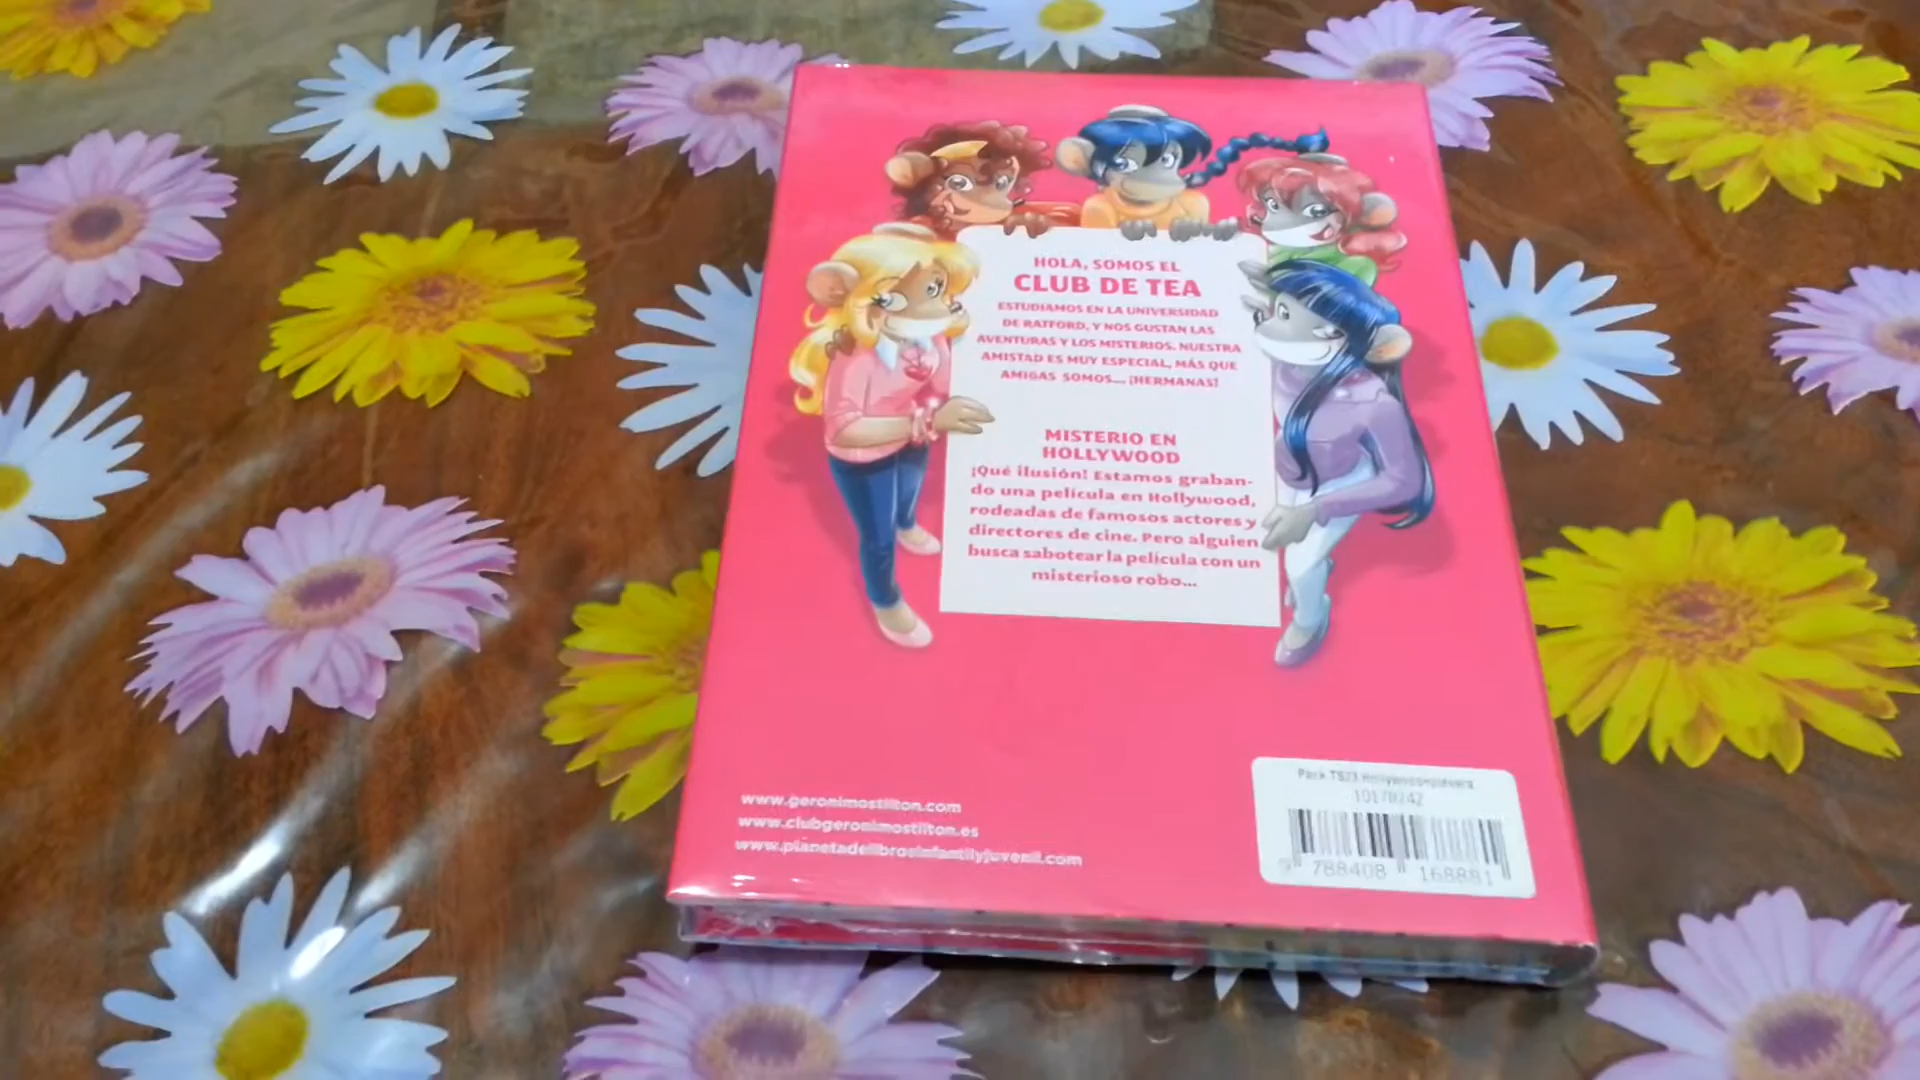 HOLA, SOMOS EL
CLUB DE TEA
ESTUDIAMOS EN LA UNIVERSIDAD
DE RATFORD, Y NOS GUSTAN LAS
AVENTURAS Y LOS MISTERIOS. NUESTRA
AMISTAD ES MUY ESPECIAL, MÁS QUE
AMIGAS SOMOS... ¡HERMANAS!
MISTERIO EN
HOLLYWOOD
¡Qué ilusión! Estamos graban-
do una película en Hollywood,
rodeadas de famosos actores y
directores de cine. Pero alguien
busca sabotear la película con un
misterioso robo...
www.geronimostilton.com
www.clubgeronimostilton.es
www.planetadelibrosinfantilyjuvenil.com
Pack TS23
10178242
9 788408 168881